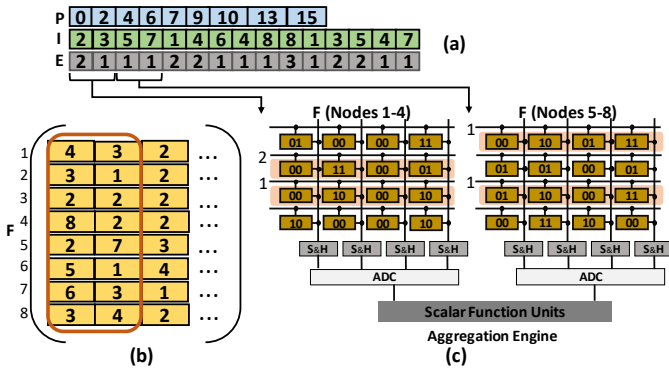 P 0 2 4 6 7 9 10 13 15
I 2 3 5 7 1 4 6 4 8 8 1 3 5 4 7
E 2 1 1 1 2 2 1 1 1 3 1 2 2 1 1
(a)
F (Nodes 1-4)
01 00 00 11
2 00 11 00 01
1 00 10 00 10
10 00 00 10
S&H S&H S&H S&H
ADC
F (Nodes 5-8)
1 00 10 01 11
01 01 00 01
1 01 10 00 11
00 11 01 00
S&H S&H S&H S&H
ADC
Scalar Function Units
Aggregation Engine
F
1 4 3 2 ...
2 3 1 2 ...
3 2 2 2 ...
4 8 2 2 ...
5 2 7 3 ...
6 5 1 4 ...
7 6 3 1 ...
8 3 4 2 ...
(b)
(c)